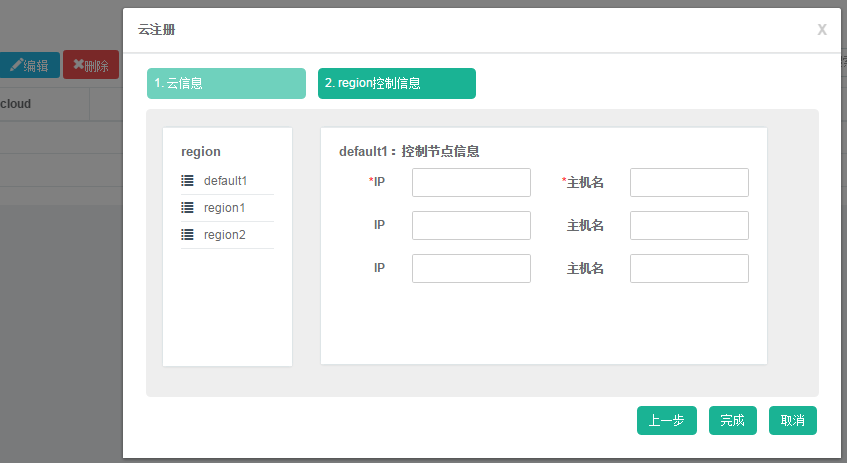 云注册
X
编辑
删除
cloud
1. 云信息
2. region控制信息
region
default1
region1
region2
default1：控制节点信息
*IP
*主机名
IP
主机名
IP
主机名
上一步
完成
取消